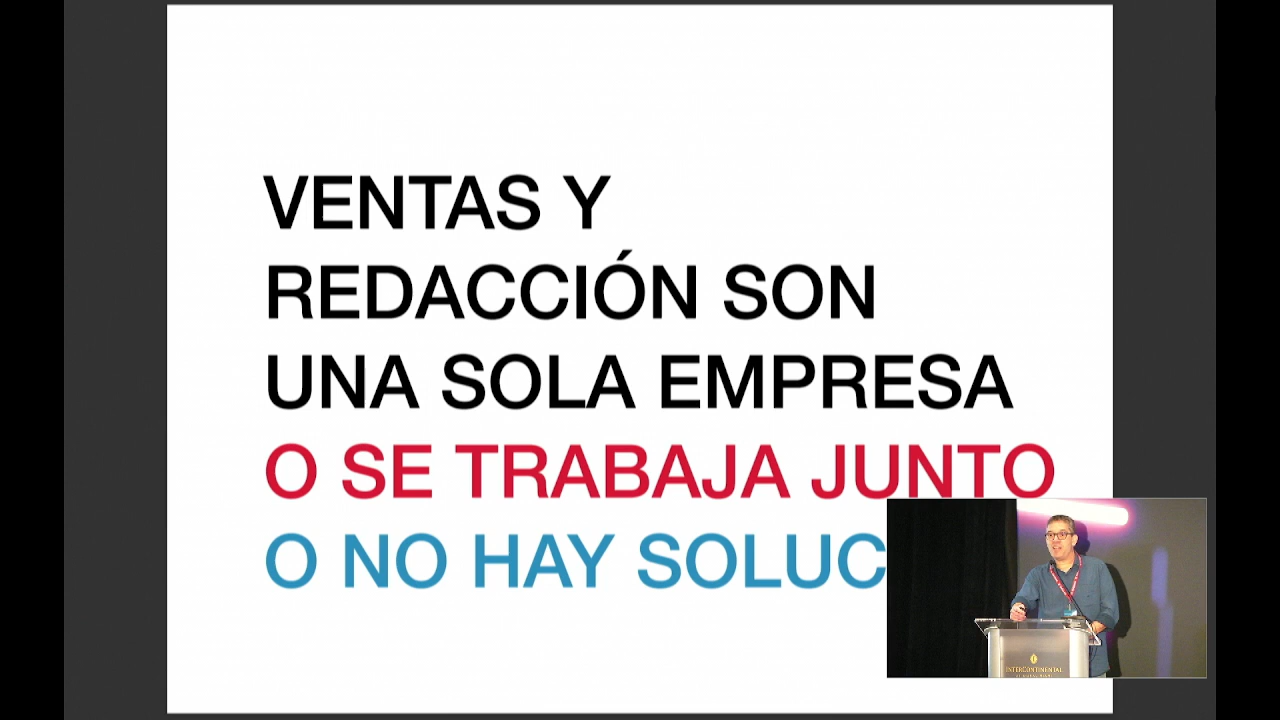 VENTAS Y
REDACCIÓN SON
UNA SOLA EMPRESA
O SE TRABAJA JUNTO
O NO HAY SOLUC
INTERCONTINENTAL